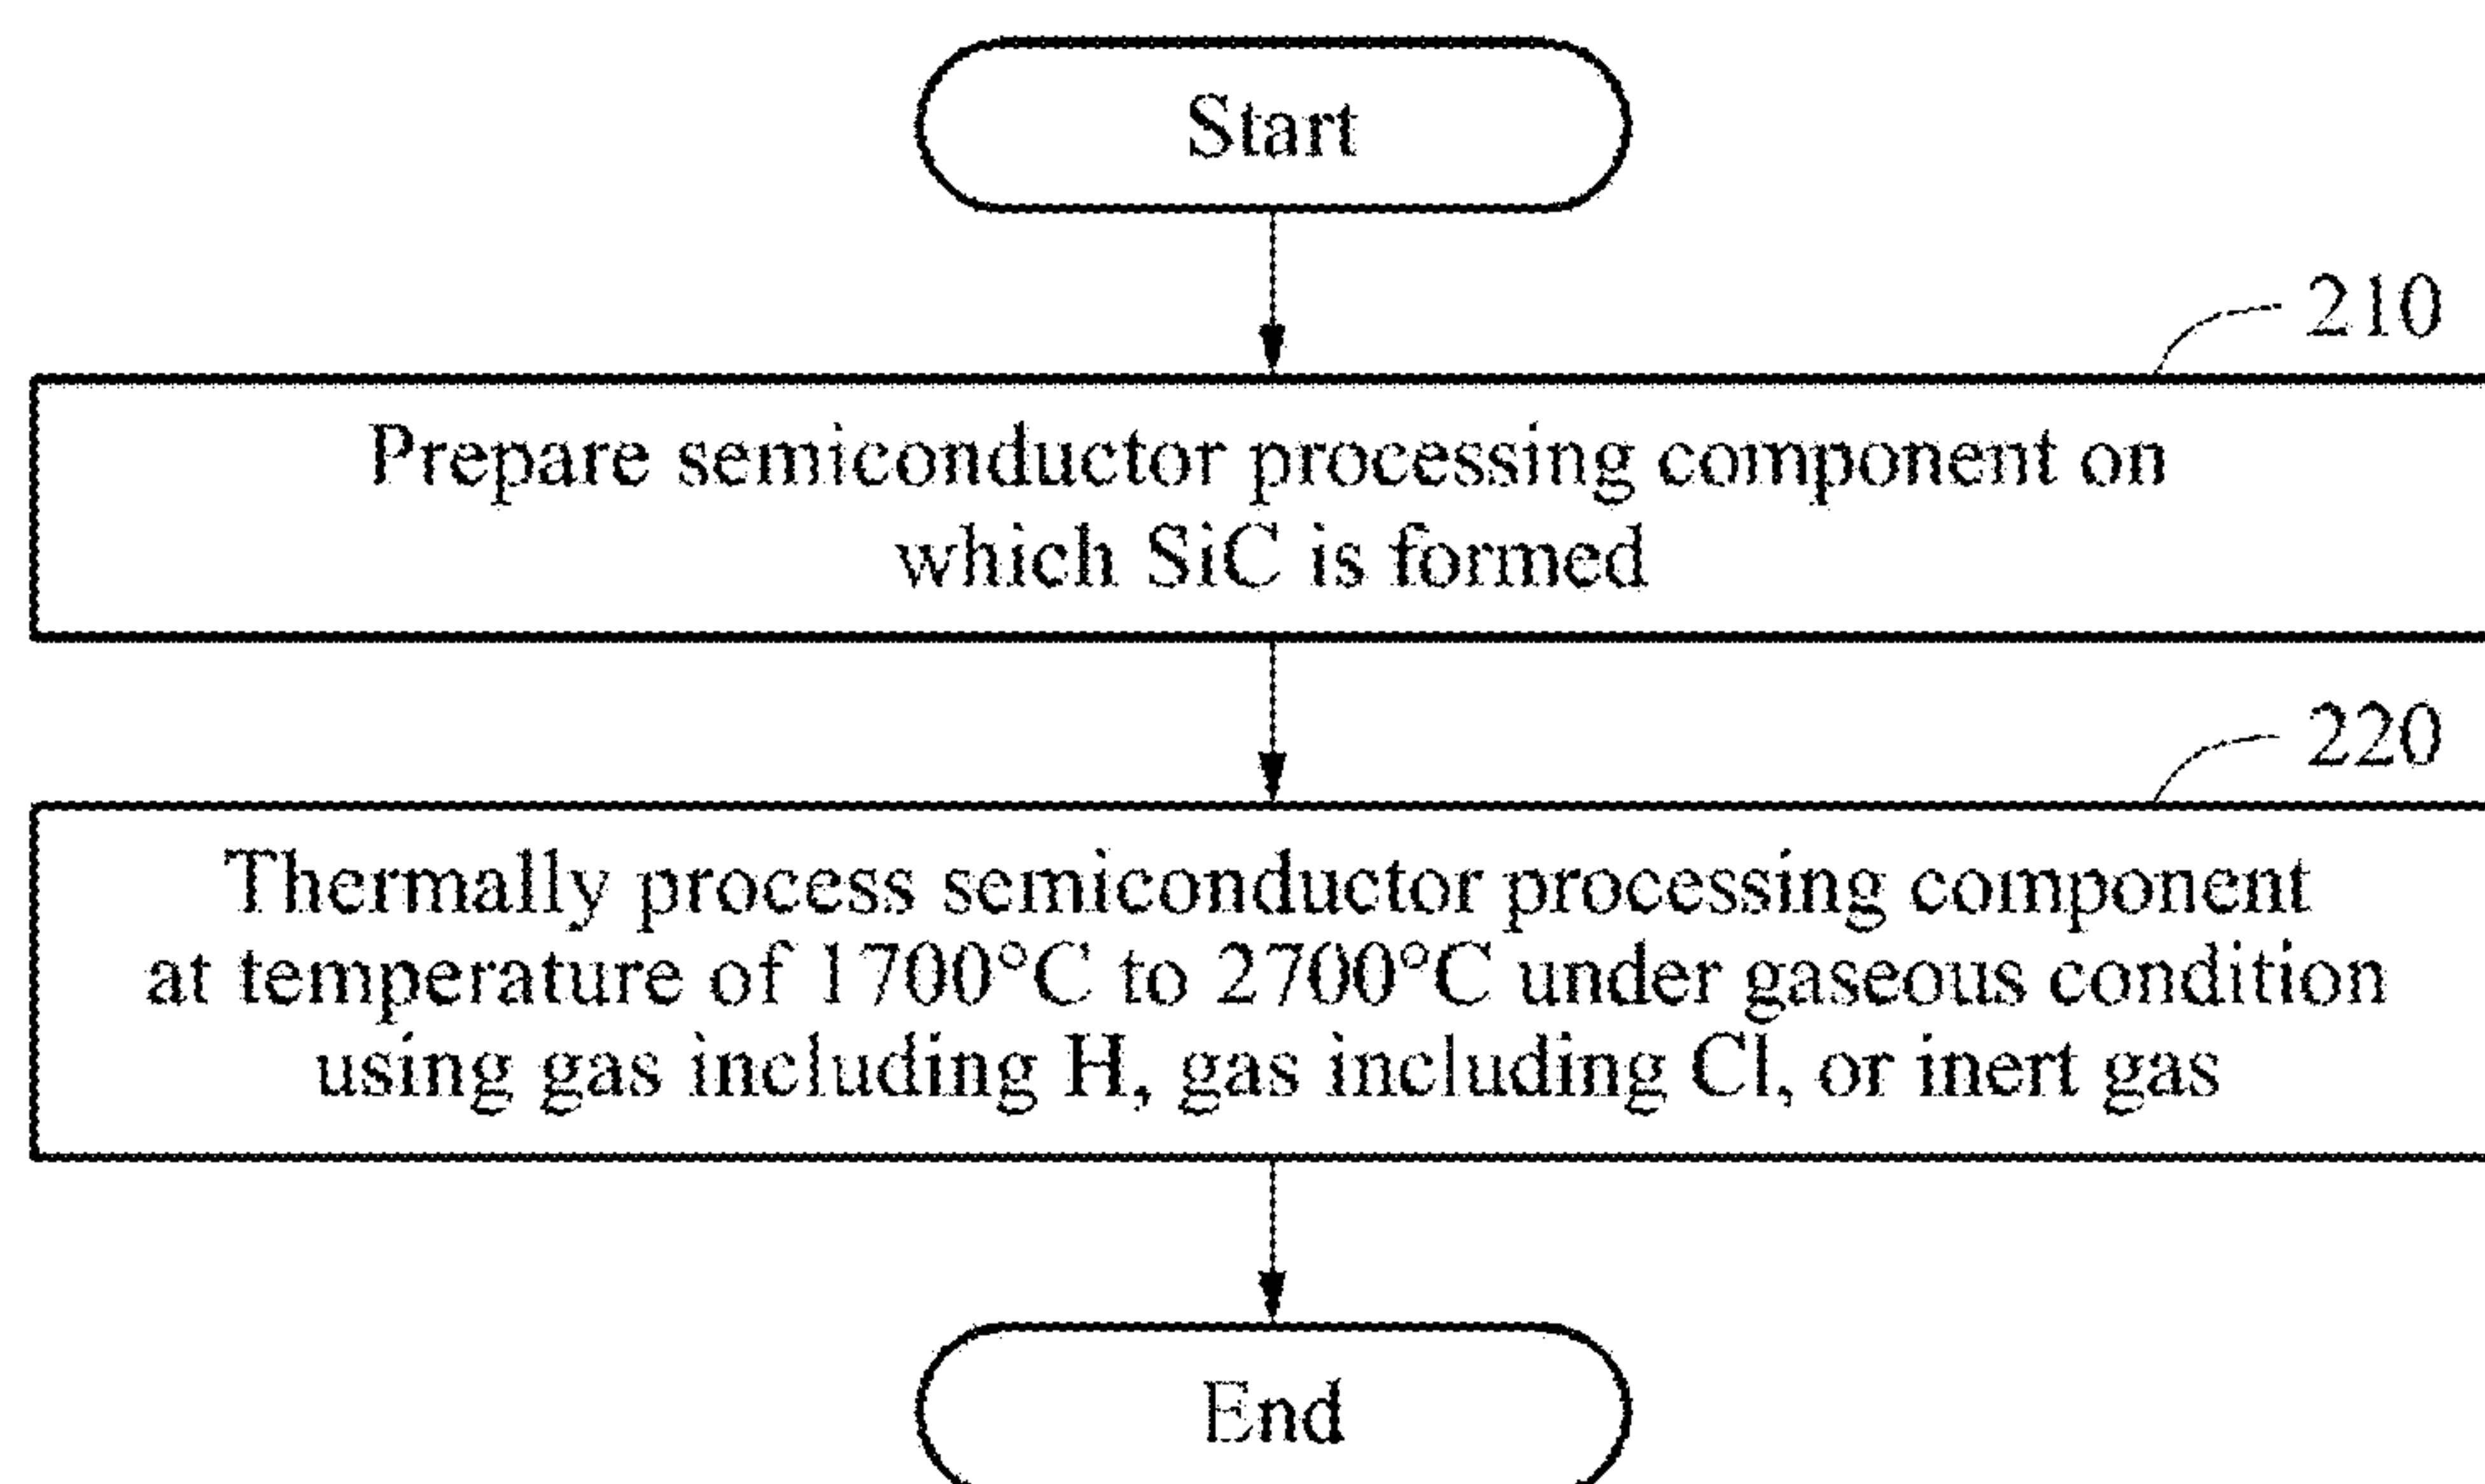 Start
210
Prepare semiconductor processing component on
which SiC is formed
220
Thermally process semiconductor processing component
at temperature of 1700°C to 2700°C under gaseous condition
using gas including H, gas including Cl, or inert gas
End